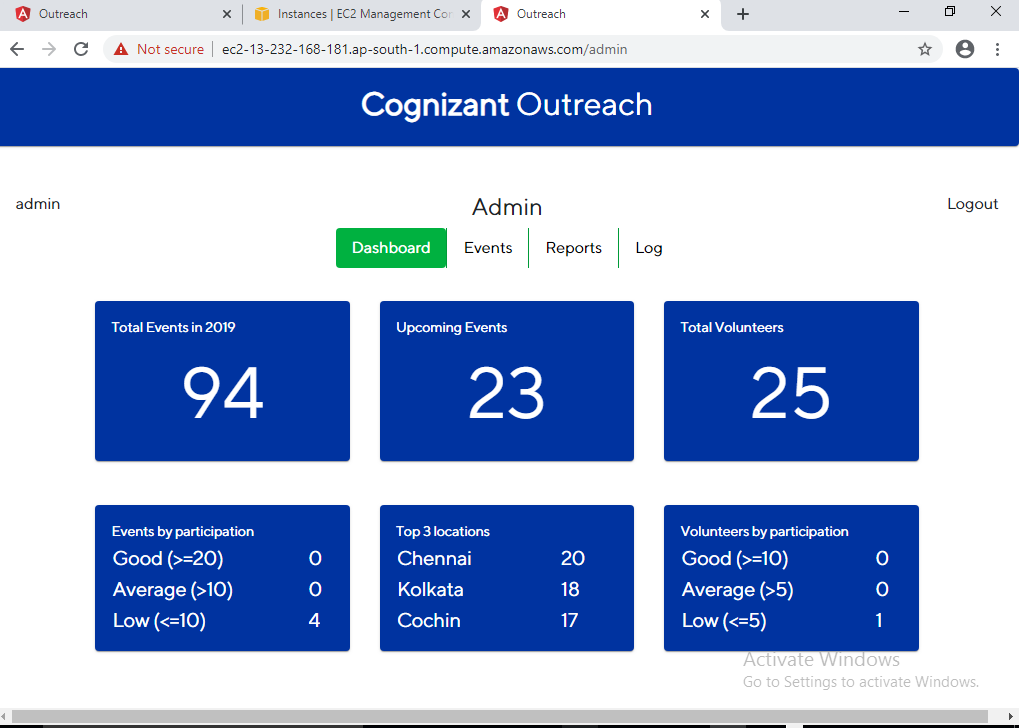 Outreach
Instances | EC2 Management Con
Outreach
Not secure | ec2-13-232-168-181.ap-south-1.compute.amazonaws.com/admin
Cognizant Outreach
admin
Admin
Logout
Dashboard Events Reports Log
Total Events in 2019
94
Upcoming Events
23
Total Volunteers
25
Events by participation
Good (>=20) 0
Average (>10) 0
Low (<=10) 4
Top 3 locations
Chennai 20
Kolkata 18
Cochin 17
Volunteers by participation
Good (>=10) 0
Average (>5) 0
Low (<=5) 1
Activate Windows
Go to Settings to activate Windows.